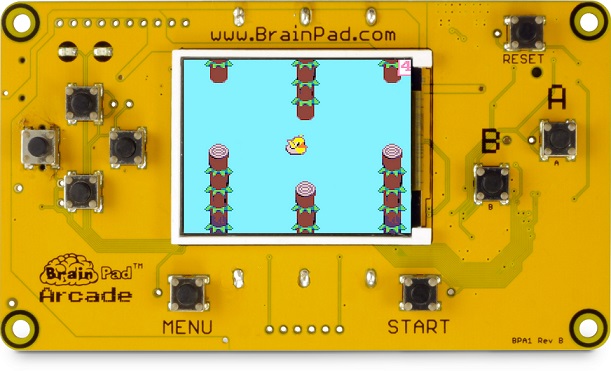 www.BrainPad.com
RESET
4
A
A
B
B
Brain Pad™
Arcade
MENU
START
BPA1 Rev B